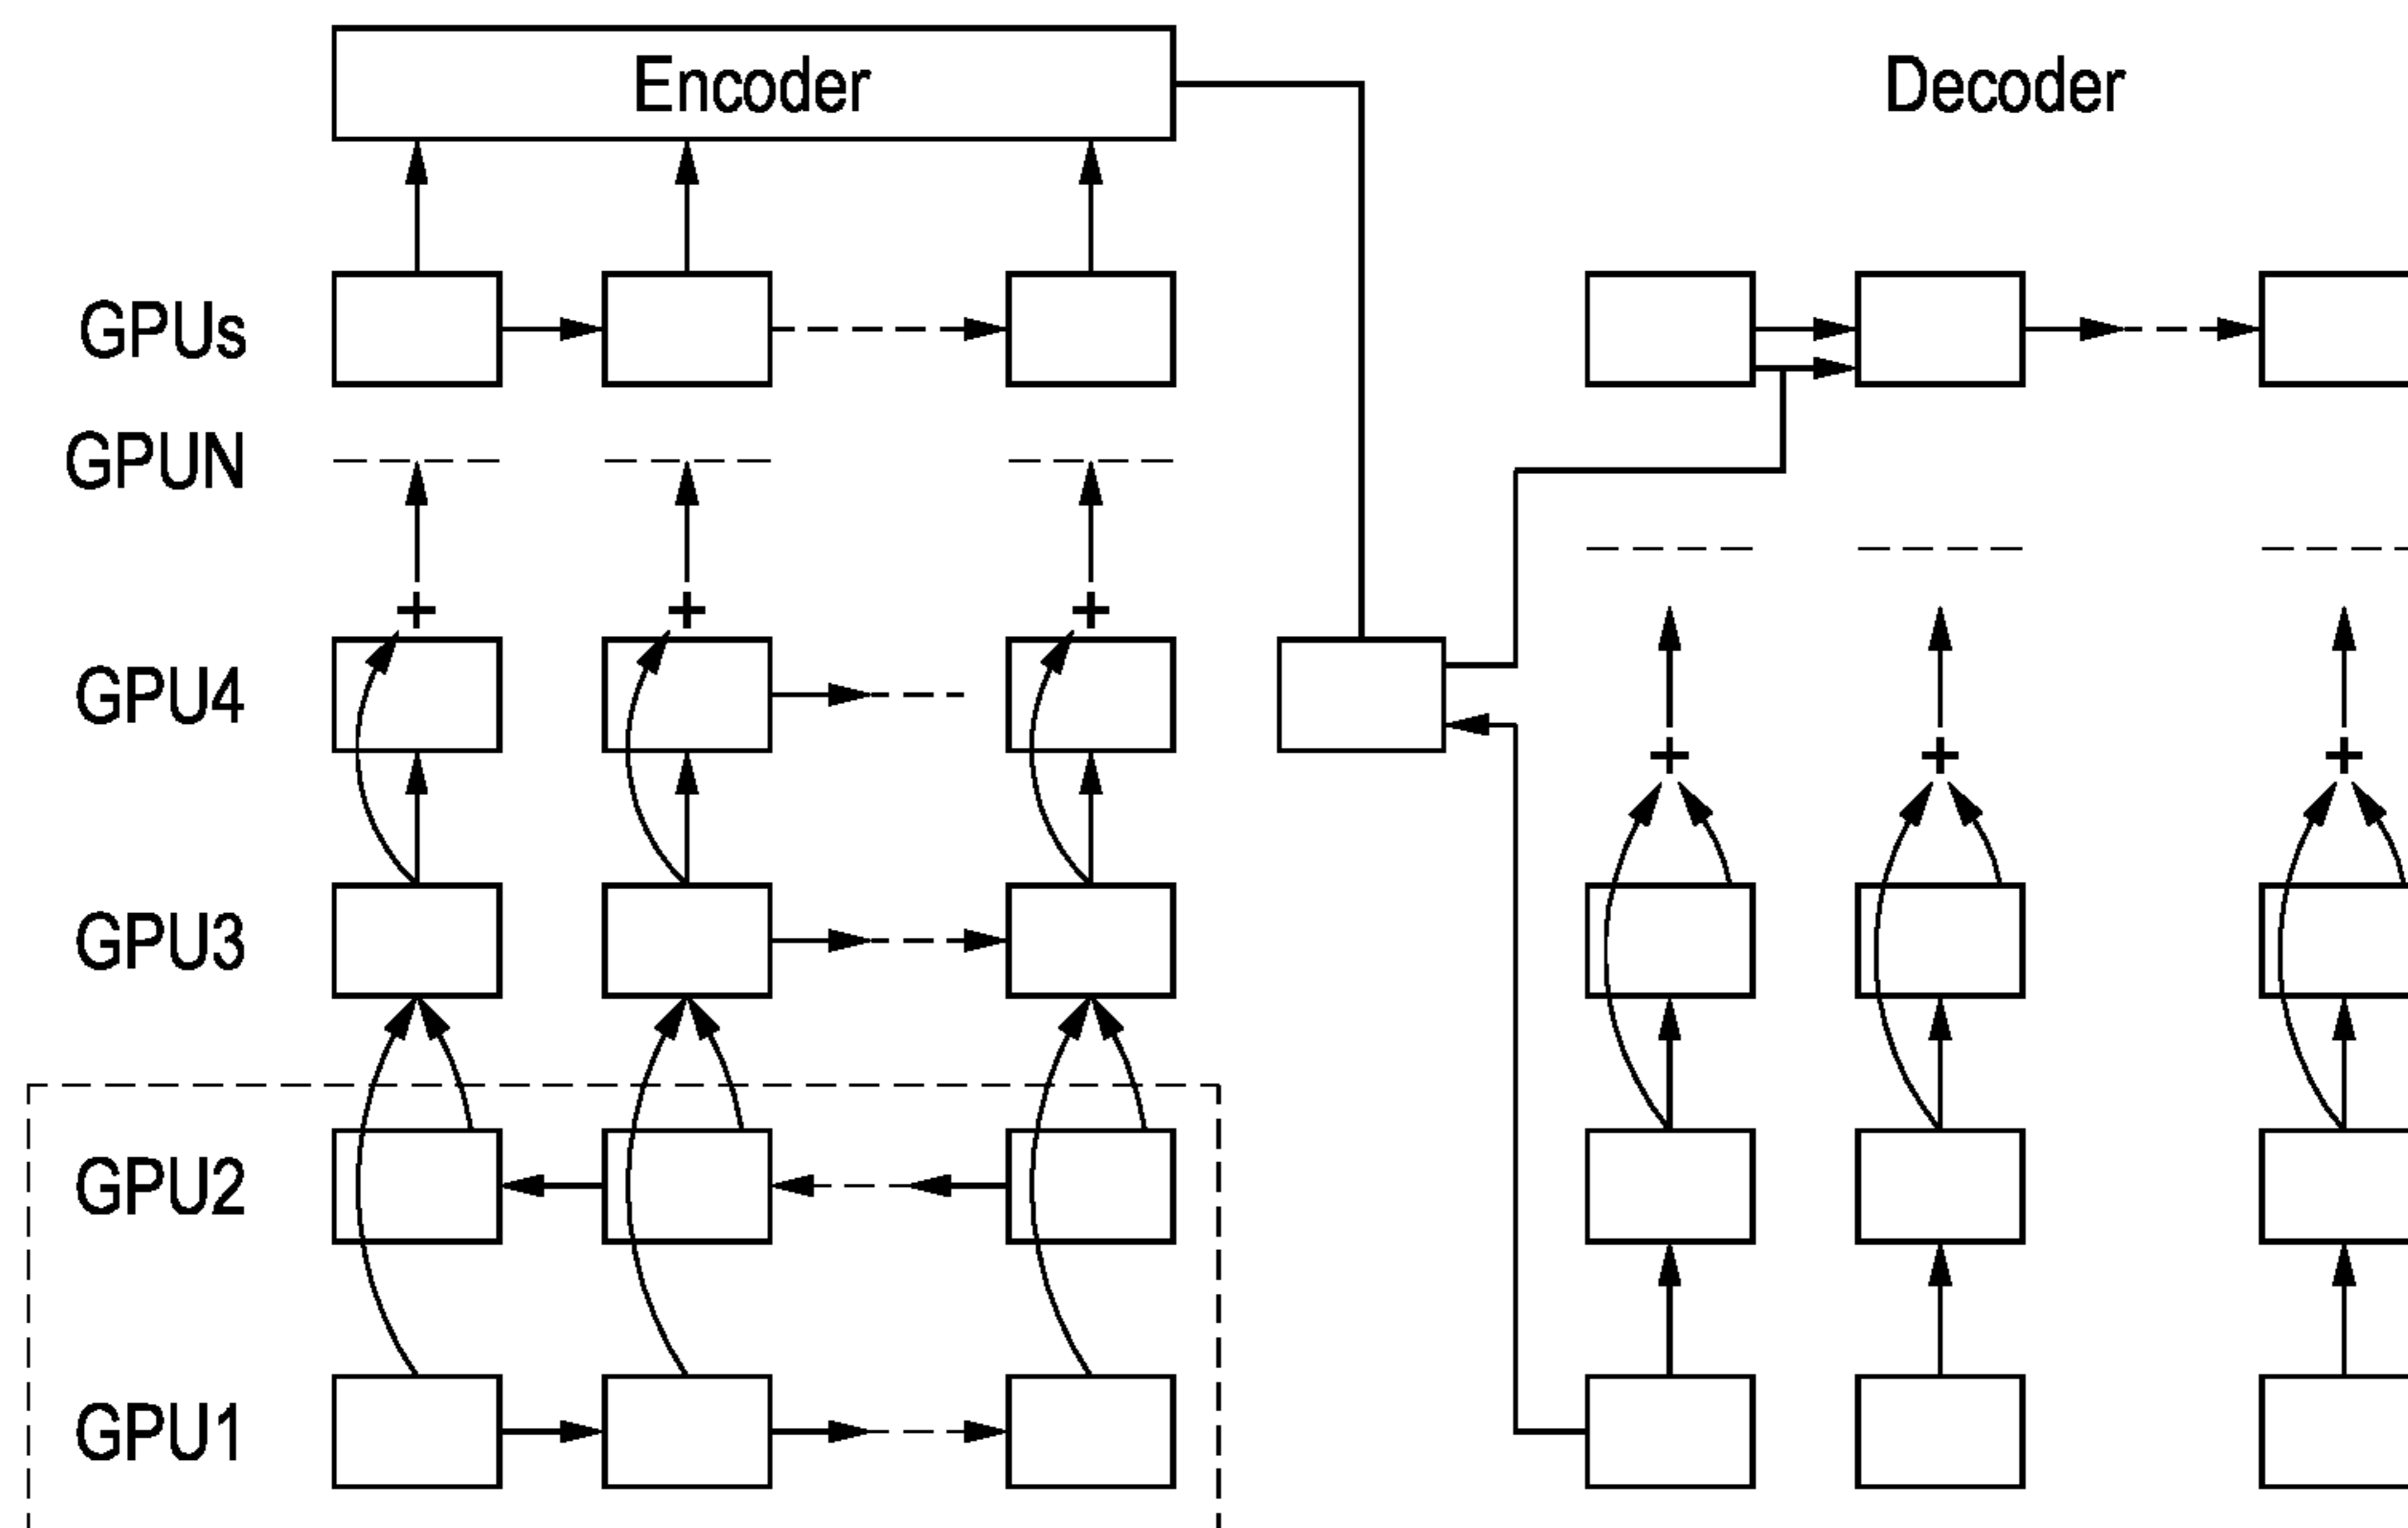 Encoder
Decoder
GPUs
GPUN
+ + +
GPU4
+ + +
GPU3
GPU2
GPU1